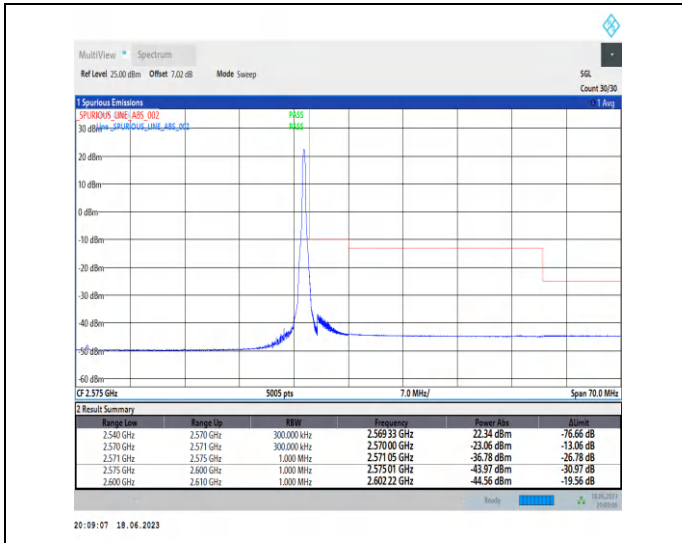 MultiView Spectrum
Ref Level 25.00 dBm Offset 7.02 dB Mode Sweep SGL
Count 30/30
1 Spurious Emissions 1 Avg
_SPURIOUS_LINE_ABS_002 PASS
30 dBm Line _SPURIOUS_LINE_ABS_002 PASS
20 dBm
10 dBm
0 dBm
-10 dBm
-20 dBm
-30 dBm
-40 dBm
-50 dBm
-60 dBm
CF 2.575 GHz 5005 pts 7.0 MHz/ Span 70.0 MHz
2 Result Summary
Range Low Range Up RBW Frequency Power Abs ΔLimit
2.540 GHz 2.570 GHz 300.000 kHz 2.569 33 GHz 22.34 dBm -76.66 dB
2.570 GHz 2.571 GHz 300.000 kHz 2.570 00 GHz -23.06 dBm -13.06 dB
2.571 GHz 2.575 GHz 1.000 MHz 2.571 05 GHz -36.78 dBm -26.78 dB
2.575 GHz 2.600 GHz 1.000 MHz 2.575 01 GHz -43.97 dBm -30.97 dB
2.600 GHz 2.610 GHz 1.000 MHz 2.602 22 GHz -44.56 dBm -19.56 dB
Ready 18.06.2023
20:09:06
20:09:07 18.06.2023